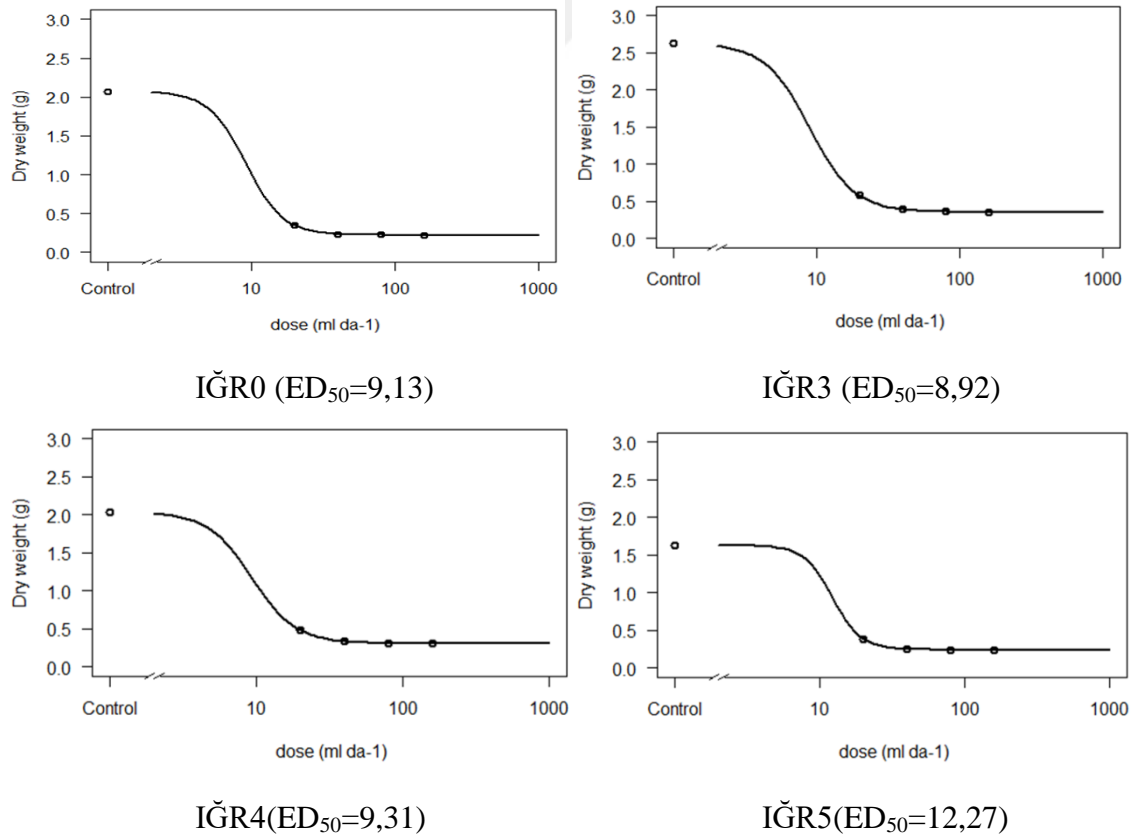 3.0
2.5
2.0
1.5
1.0
0.5
0.0
Dry weight (g)
Control
10
100
1000
dose (ml da-1)
IĞR0 (ED50=9,13)
3.0
2.5
2.0
1.5
1.0
0.5
0.0
Dry weight (g)
Control
10
100
1000
dose (ml da-1)
IĞR3 (ED50=8,92)
3.0
2.5
2.0
1.5
1.0
0.5
0.0
Dry weight (g)
Control
10
100
1000
dose (ml da-1)
IĞR4(ED50=9,31)
3.0
2.5
2.0
1.5
1.0
0.5
0.0
Dry weight (g)
Control
10
100
1000
dose (ml da-1)
IĞR5(ED50=12,27)